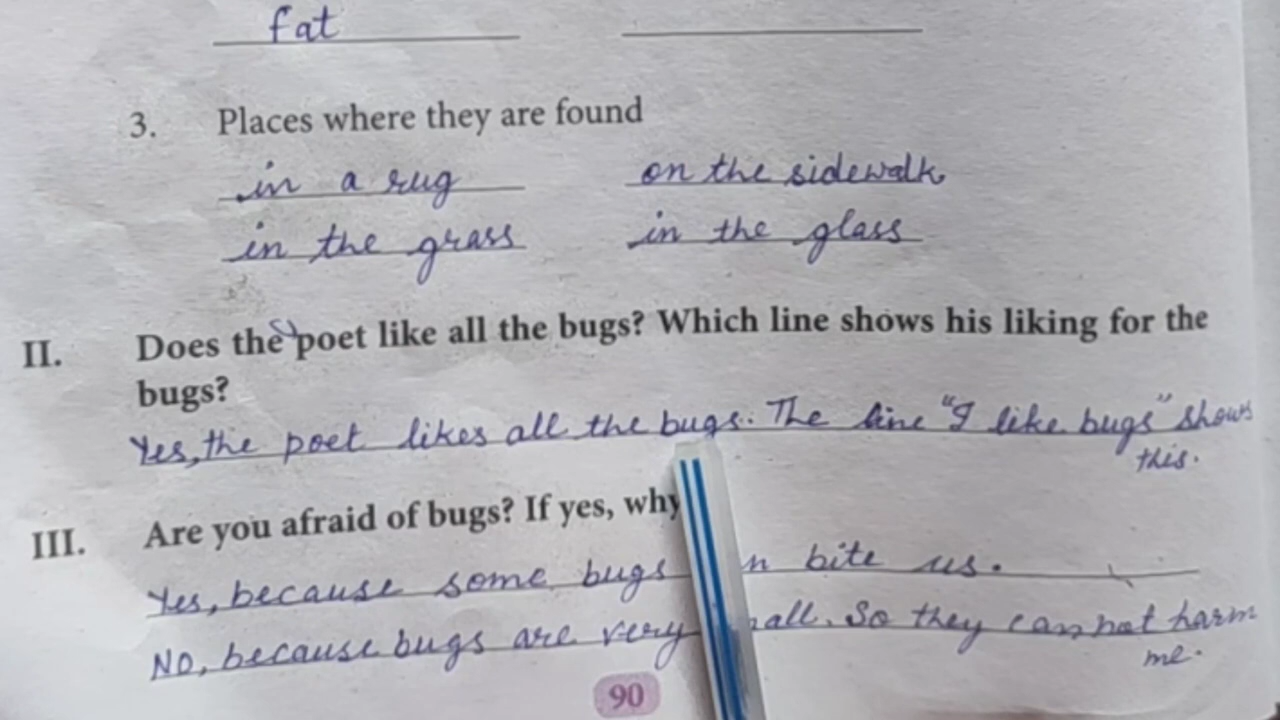 fat
3. Places where they are found
in a rug on the sidewalk
in the grass in the glass
II. Does the poet like all the bugs? Which line shows his liking for the
bugs?
Yes, the poet likes all the bugs. The line "I like bugs" shows
this.
III. Are you afraid of bugs? If yes, why
Yes, because some bugs bite us.
No, because bugs are very So they cannot harm
me.
90